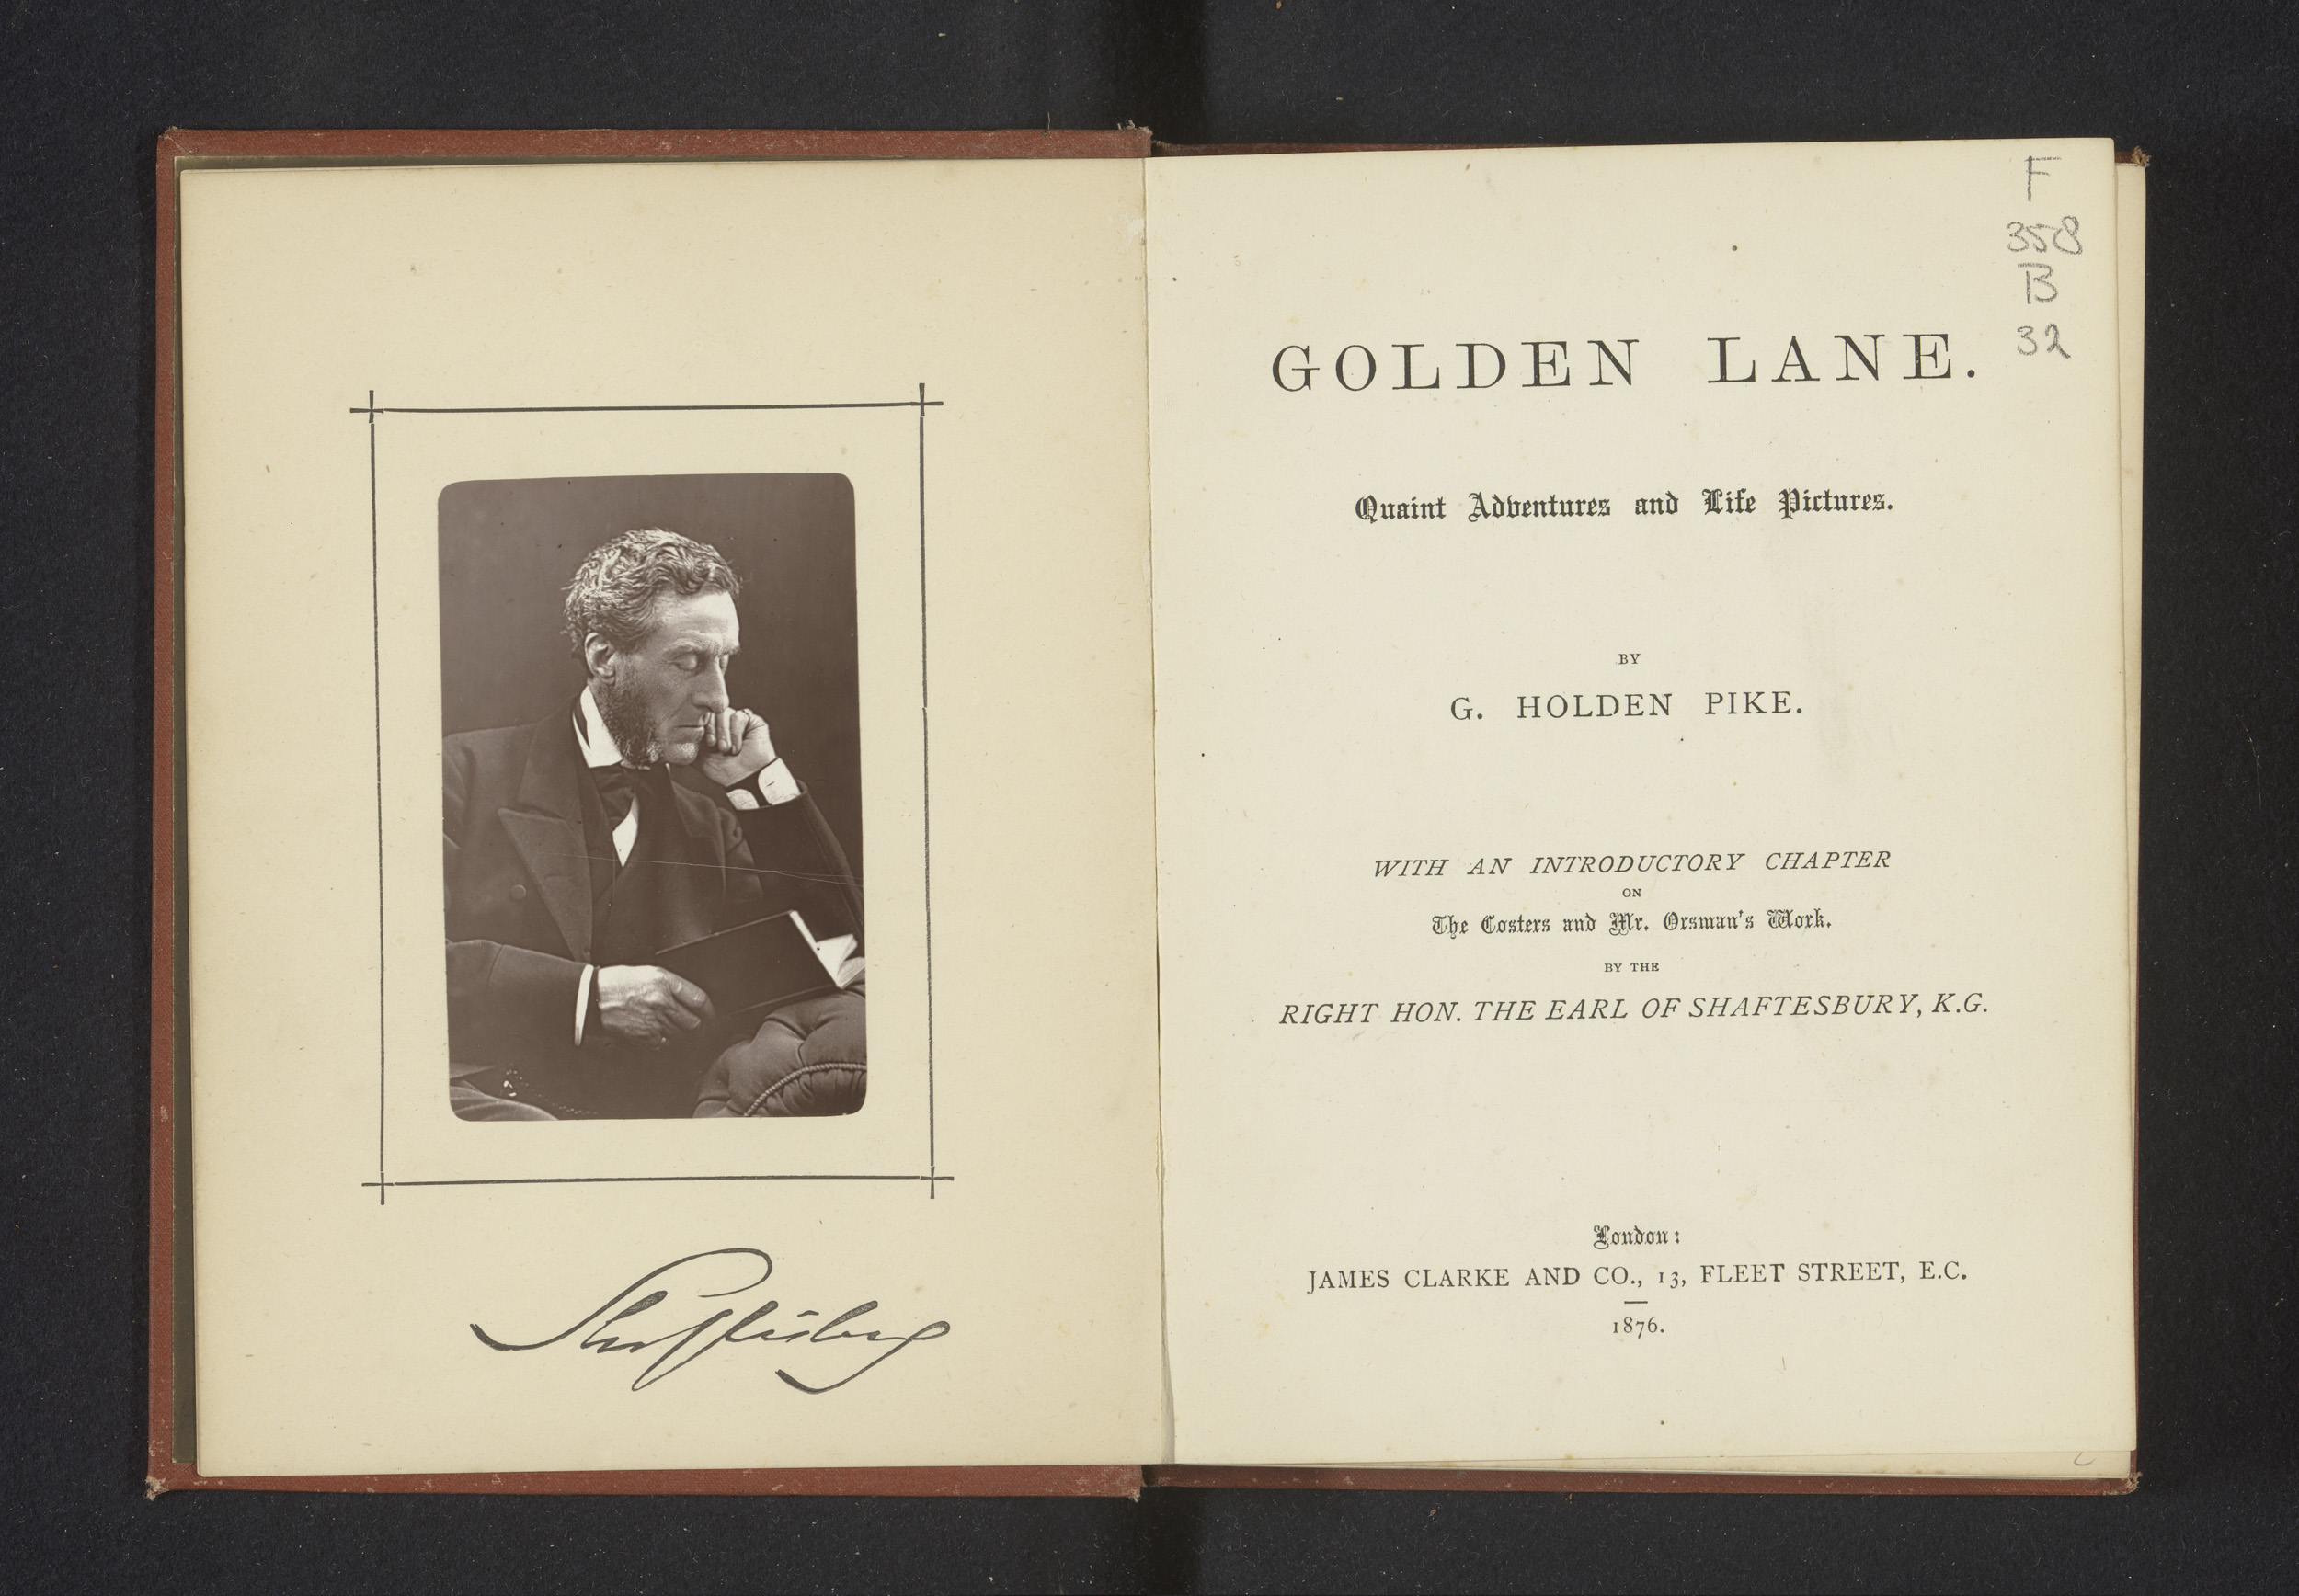 Shaftesbury
F
358
B
32
GOLDEN LANE.
Quaint Adventures and Life Pictures.
BY
G. HOLDEN PIKE.
WITH AN INTRODUCTORY CHAPTER
ON
The Costers and Mr. Orsman's Work.
BY THE
RIGHT HON. THE EARL OF SHAFTESBURY, K.G.
London:
JAMES CLARKE AND CO., 13, FLEET STREET, E.C.
1876.